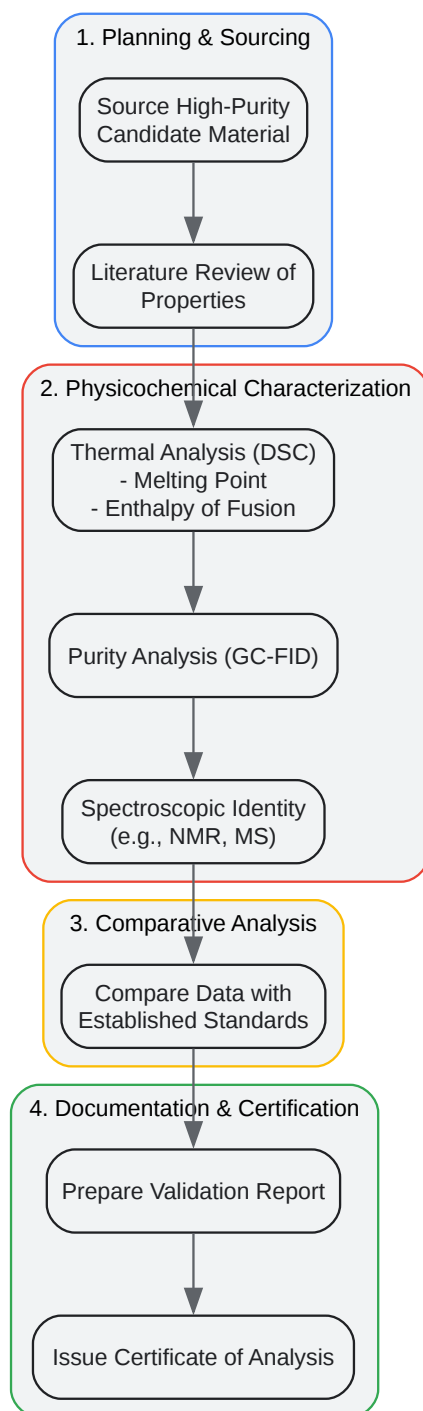 1. Planning & Sourcing
Source High-Purity
Candidate Material
Literature Review of
Properties
2. Physicochemical Characterization
Thermal Analysis (DSC)
- Melting Point
- Enthalpy of Fusion
Purity Analysis (GC-FID)
Spectroscopic Identity
(e.g., NMR, MS)
3. Comparative Analysis
Compare Data with
Established Standards
4. Documentation & Certification
Prepare Validation Report
Issue Certificate of Analysis